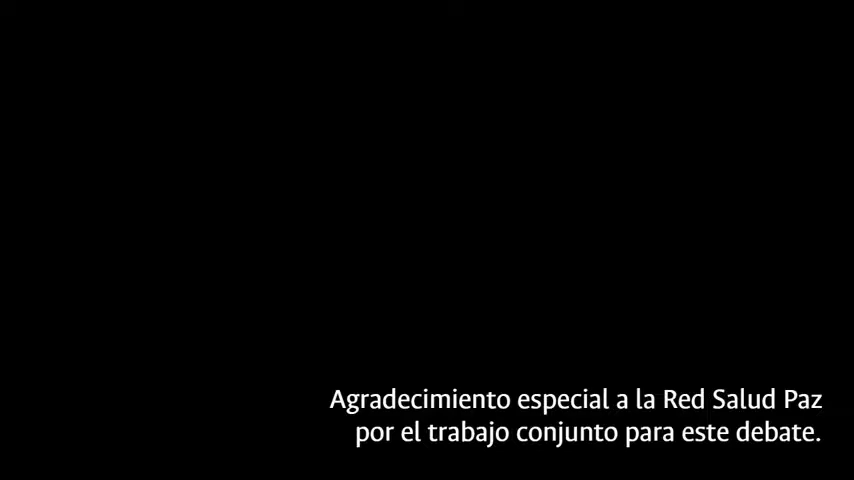 Agradecimiento especial a la Red Salud Paz
por el trabajo conjunto para este debate.